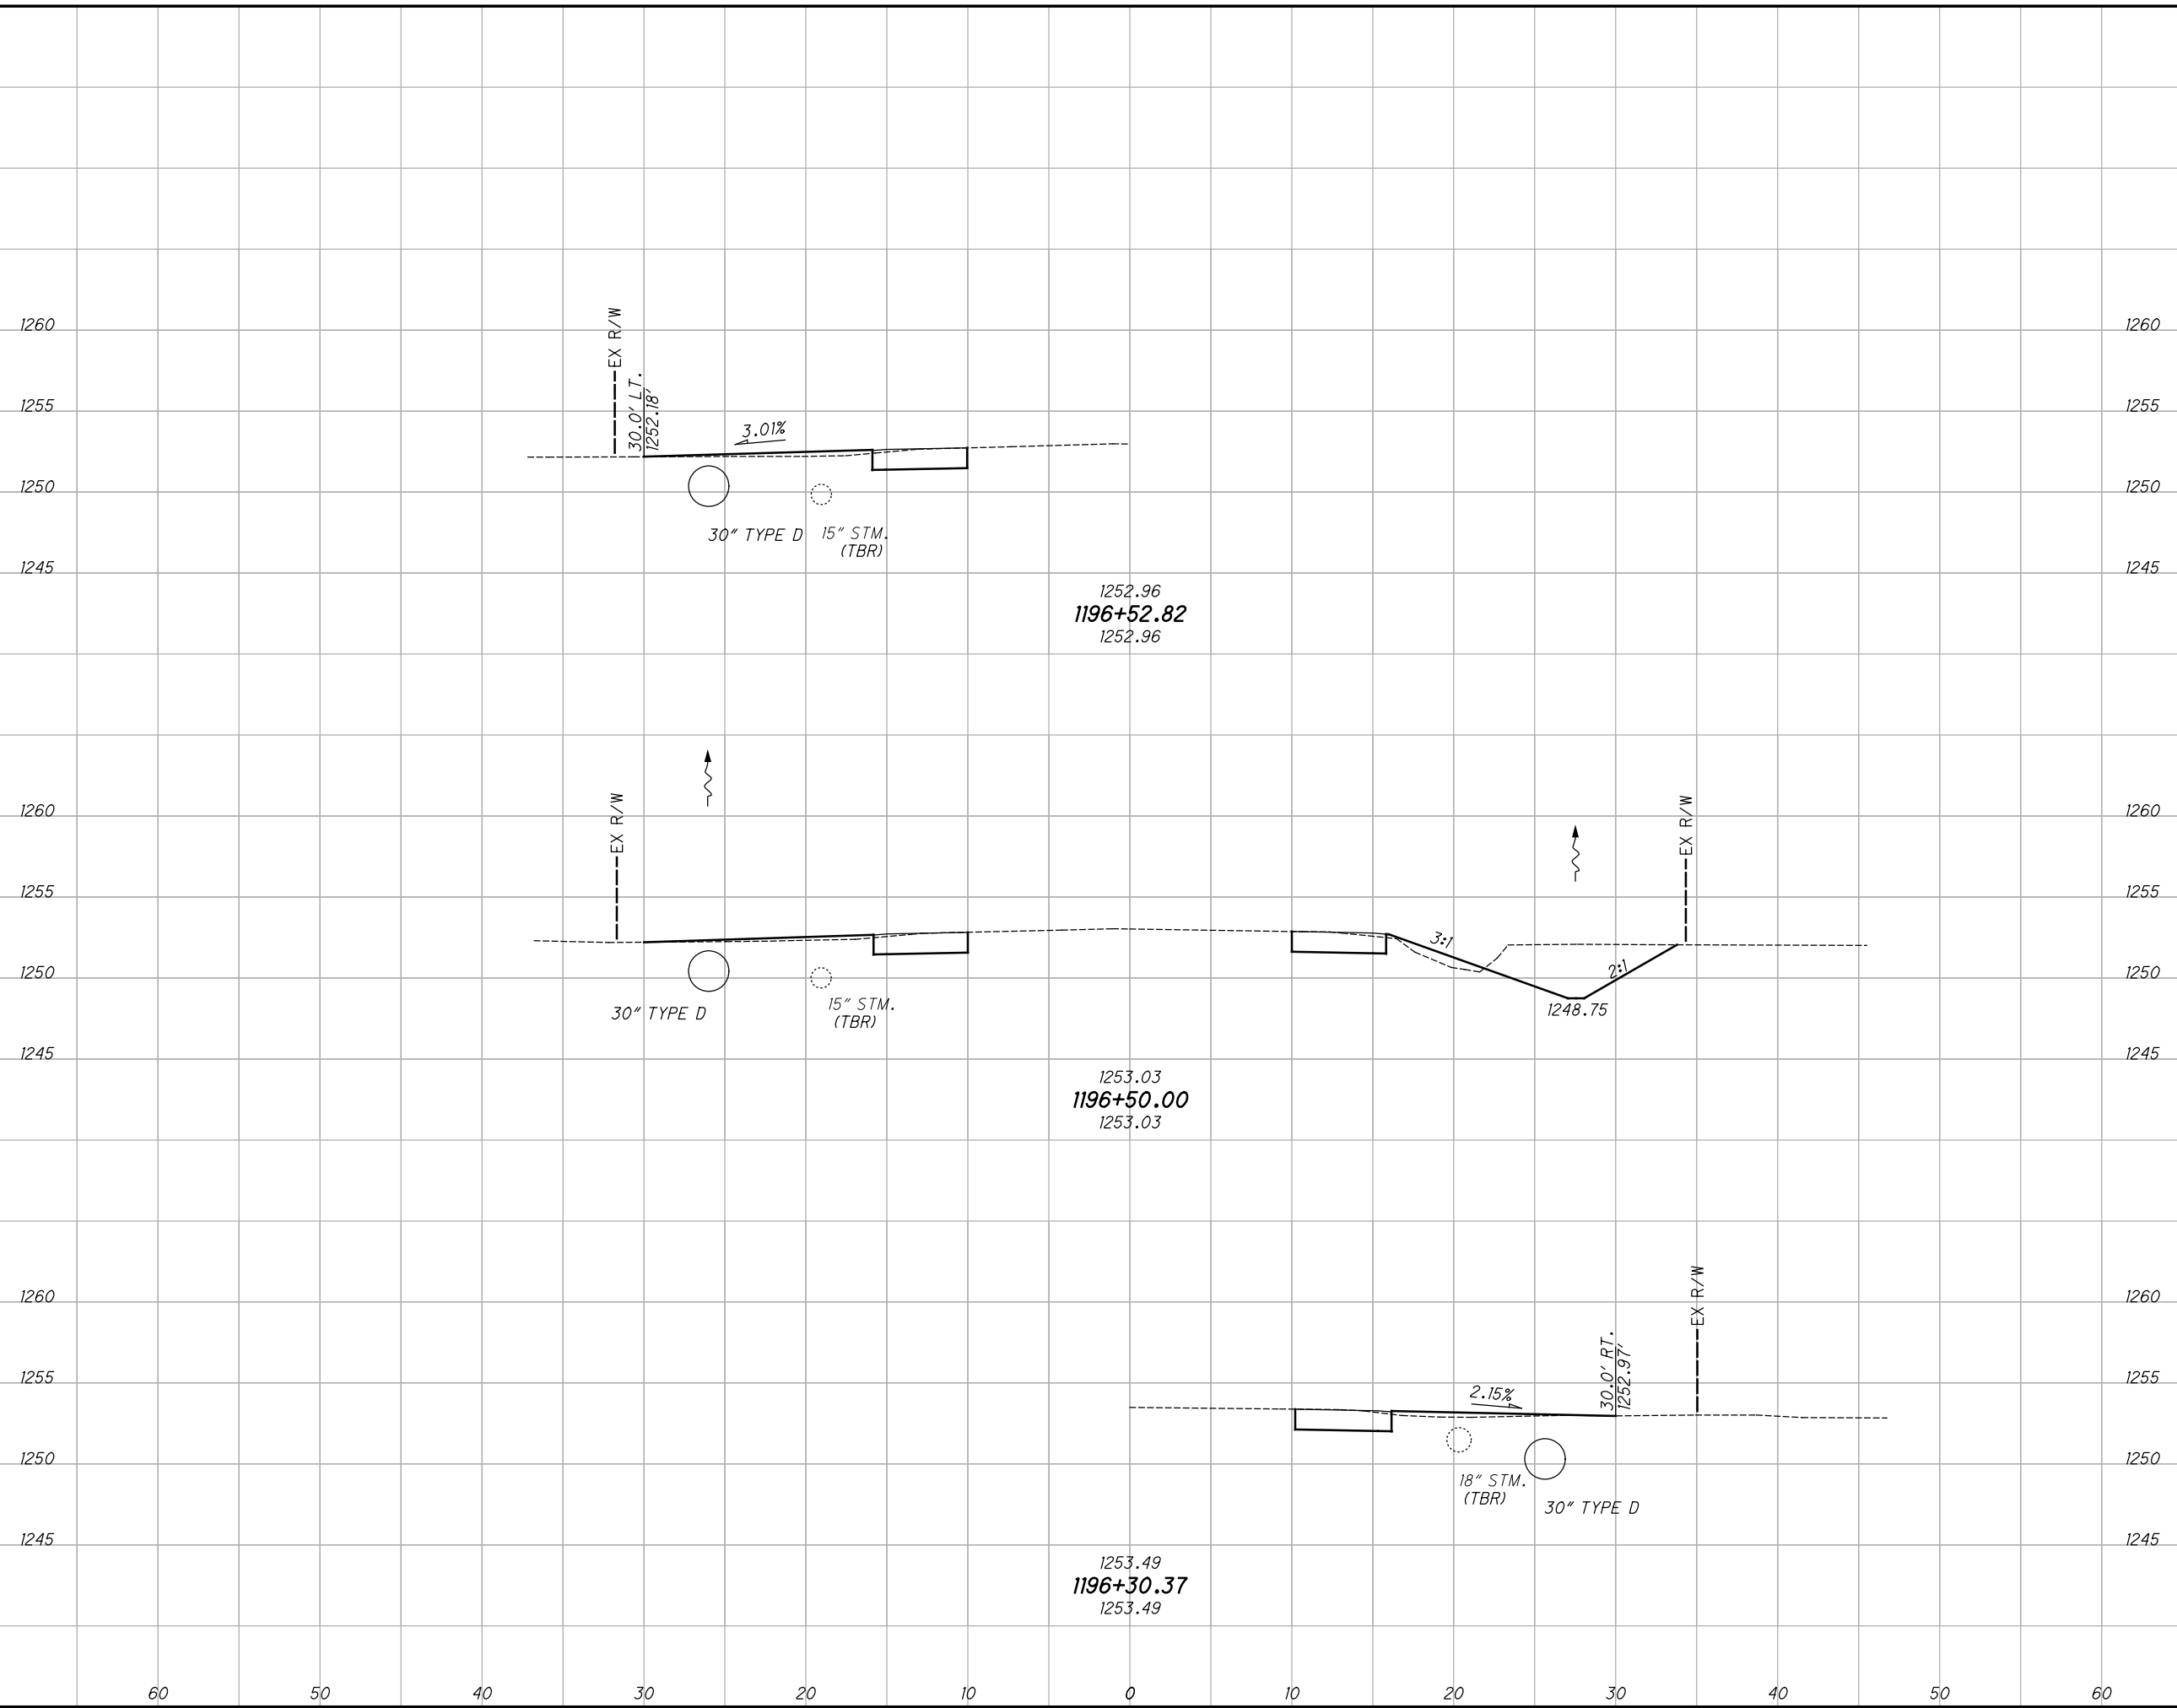 1260 EX R/W 1260
30.0' LT.
1252.18'
1255 1255
3.01%
1250 1250
30" TYPE D 15" STM.
(TBR)
1245 1245
1252.96
1196+52.82
1252.96
1260 EX R/W EX R/W 1260
1255 1255
3:1
2:1
1250 1250
15" STM. 1248.75
30" TYPE D (TBR)
1245 1245
1253.03
1196+50.00
1253.03
1260 EX R/W 1260
30.0' RT.
1252.97'
1255 1255
2.15%
1250 1250
18" STM.
(TBR) 30" TYPE D
1245 1245
1253.49
1196+30.37
1253.49
60 50 40 30 20 10 0 10 20 30 40 50 60